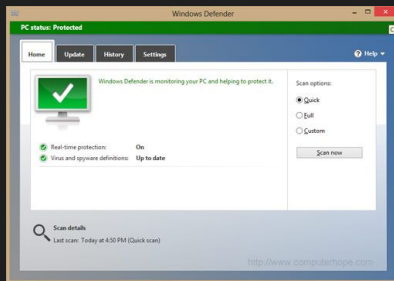 Windows Defender
PC status: Protected
Home
Update
History
Settings
Help
Windows Defender is monitoring your PC and helping to protect it.
Scan options:
Quick
Full
Custom
Scan now
Real-time protection: On
Virus and spyware definitions: Up to date
Scan details
Last scan: Today at 4:50 PM (Quick scan)
http://www.computerhope.com